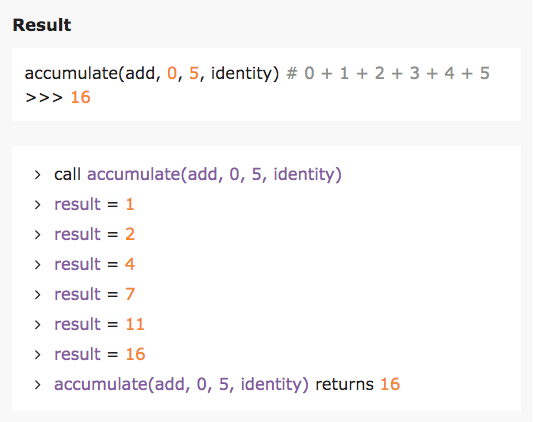 Result
accumulate(add, 0, 5, identity) # 0 + 1 + 2 + 3 + 4 + 5
>>> 16
› call accumulate(add, 0, 5, identity)
› result = 1
› result = 2
› result = 4
› result = 7
› result = 11
› result = 16
› accumulate(add, 0, 5, identity) returns 16